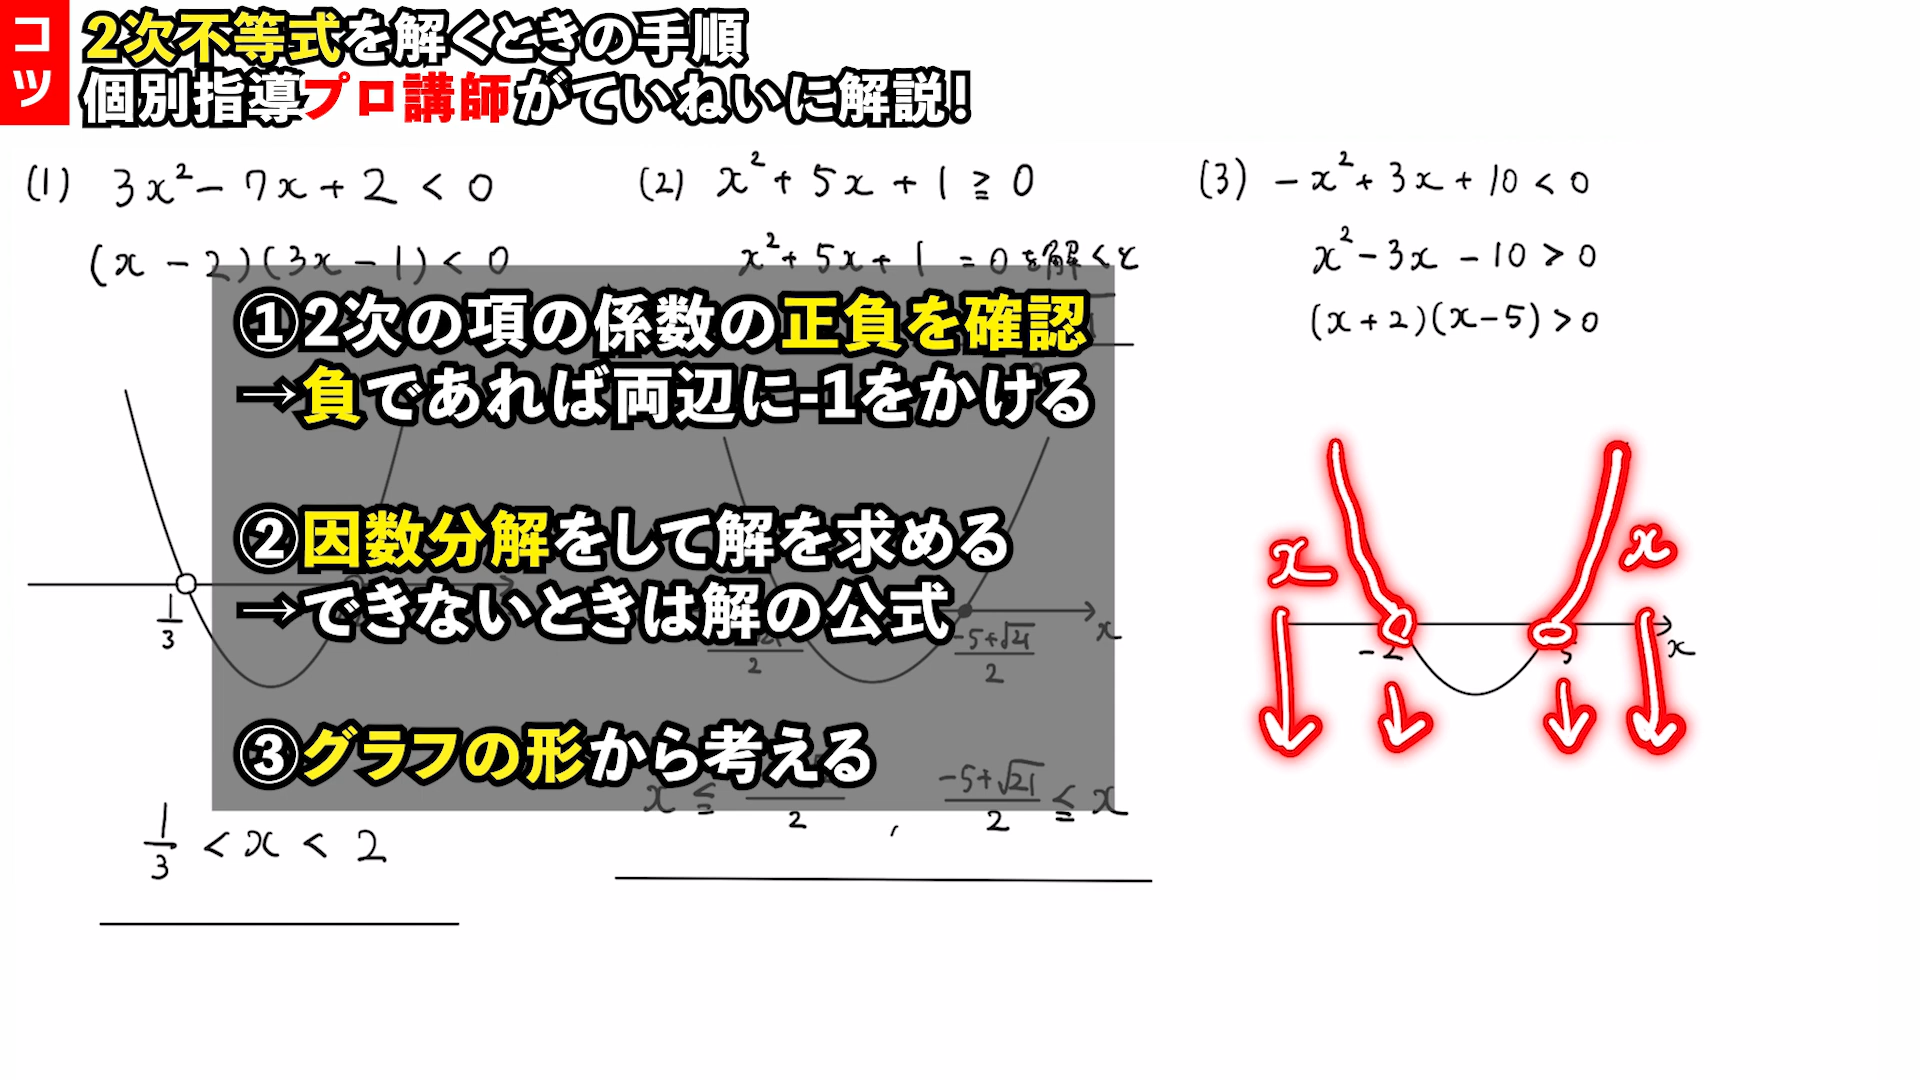 コツ
2次不等式を解くときの手順
個別指導プロ講師がていねいに解説!
(1) 3x² - 7x + 2 < 0
(x - 2)(3x - 1) < 0
1/3
1/3 < x < 2
(2) x² + 5x + 1 ≧ 0
x² + 5x + 1 = 0 を解くと
2
(-5+√21)/2
x
x ≦ 2 , (-5+√21)/2 ≦ x
①2次の項の係数の正負を確認
→負であれば両辺に-1をかける
②因数分解をして解を求める
→できないときは解の公式
③グラフの形から考える
(3) -x² + 3x + 10 < 0
x² - 3x - 10 > 0
(x + 2)(x - 5) > 0
x x
-2 5 x